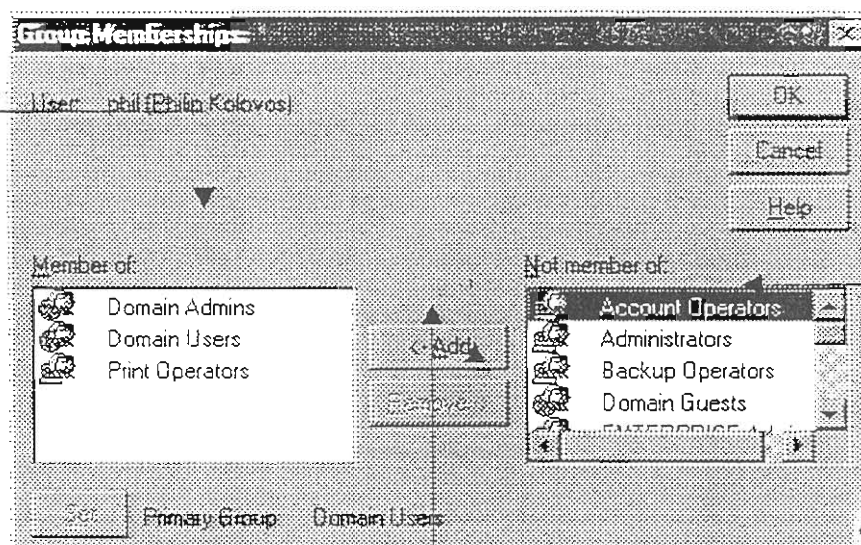 Group Memberships
User: phil (Philip Kolovos)
OK
Cancel
Help
Member of:
Not member of:
Domain Admins
Domain Users
Print Operators
<-Add
Remove->
Account Operators
Administrators
Backup Operators
Domain Guests
Set
Primary Group: Domain Users